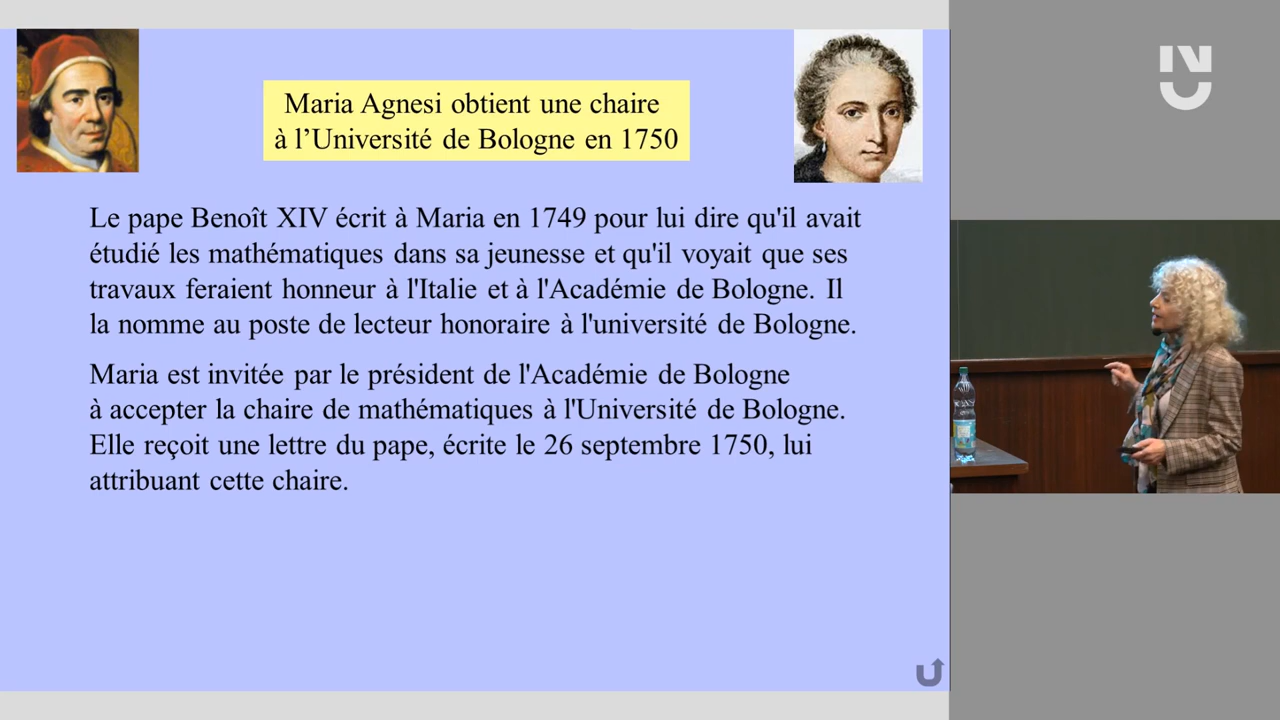 Maria Agnesi obtient une chaire
à l’Université de Bologne en 1750
Le pape Benoît XIV écrit à Maria en 1749 pour lui dire qu'il avait
étudié les mathématiques dans sa jeunesse et qu'il voyait que ses
travaux feraient honneur à l'Italie et à l'Académie de Bologne. Il
la nomme au poste de lecteur honoraire à l'université de Bologne.
Maria est invitée par le président de l'Académie de Bologne
à accepter la chaire de mathématiques à l'Université de Bologne.
Elle reçoit une lettre du pape, écrite le 26 septembre 1750, lui
attribuant cette chaire.